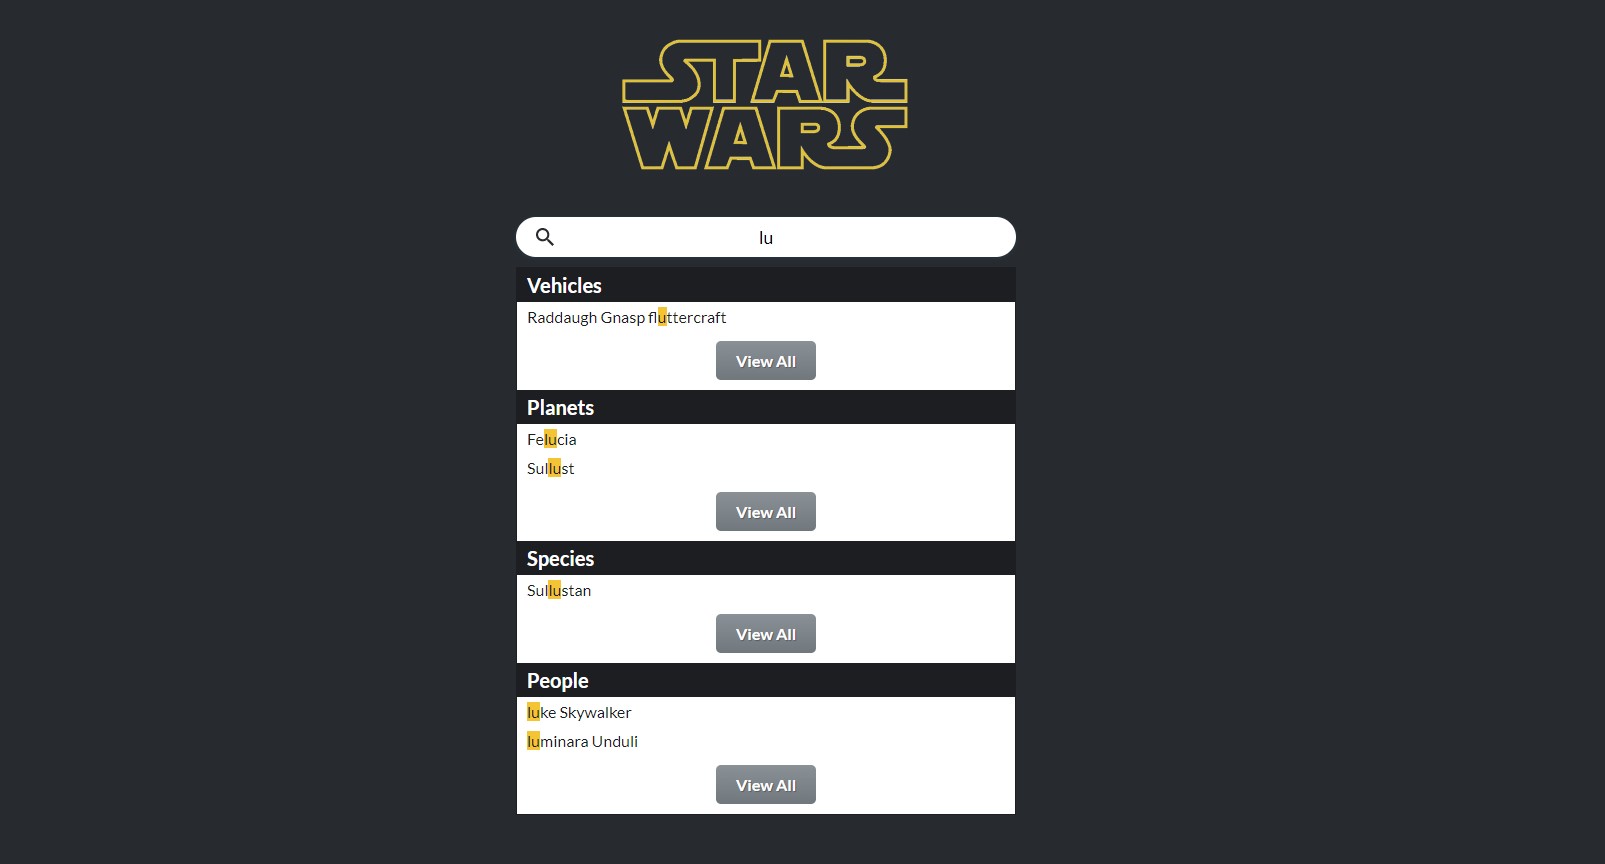 STAR
WARS
lu
Vehicles
Raddaugh Gnasp fluttercraft
View All
Planets
Felucia
Sullust
View All
Species
Sullustan
View All
People
luke Skywalker
luminara Unduli
View All